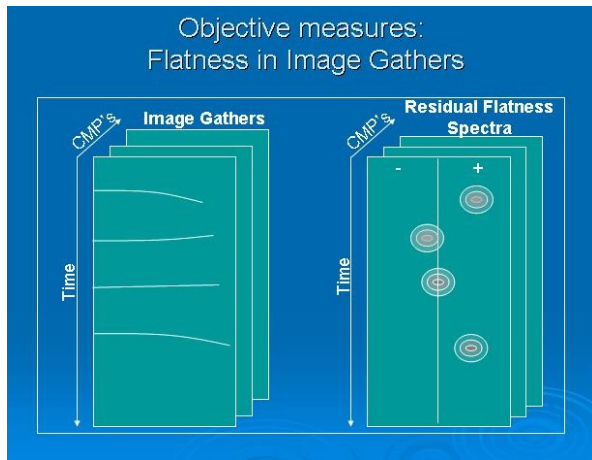 Objective measures:
Flatness in Image Gathers
CMP's
Image Gathers
Time
CMP's
Residual Flatness
Spectra
- +
Time